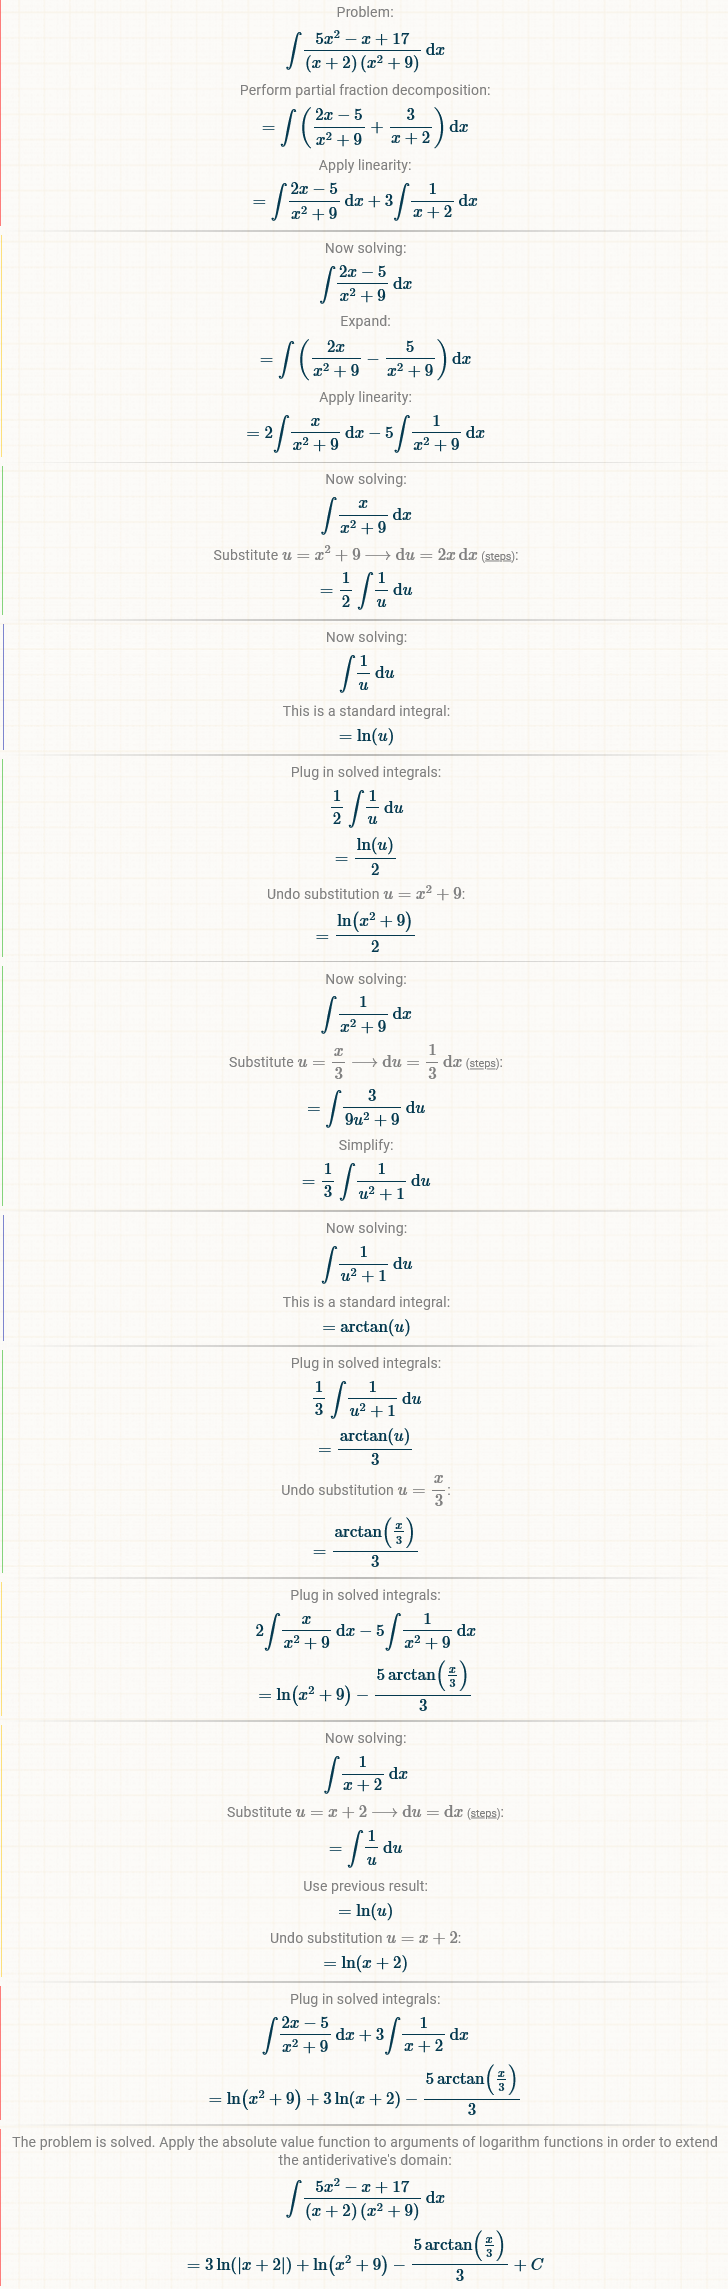 Problem:
∫ (5x² − x + 17)/((x + 2)(x² + 9)) dx
Perform partial fraction decomposition:
= ∫ ((2x − 5)/(x² + 9) + 3/(x + 2)) dx
Apply linearity:
= ∫ (2x − 5)/(x² + 9) dx + 3 ∫ 1/(x + 2) dx
Now solving:
∫ (2x − 5)/(x² + 9) dx
Expand:
= ∫ (2x/(x² + 9) − 5/(x² + 9)) dx
Apply linearity:
= 2 ∫ x/(x² + 9) dx − 5 ∫ 1/(x² + 9) dx
Now solving:
∫ x/(x² + 9) dx
Substitute u = x² + 9 ⟶ du = 2x dx (steps):
= 1/2 ∫ 1/u du
Now solving:
∫ 1/u du
This is a standard integral:
= ln(u)
Plug in solved integrals:
1/2 ∫ 1/u du
= ln(u)/2
Undo substitution u = x² + 9:
= ln(x² + 9)/2
Now solving:
∫ 1/(x² + 9) dx
Substitute u = x/3 ⟶ du = 1/3 dx (steps):
= ∫ 3/(9u² + 9) du
Simplify:
= 1/3 ∫ 1/(u² + 1) du
Now solving:
∫ 1/(u² + 1) du
This is a standard integral:
= arctan(u)
Plug in solved integrals:
1/3 ∫ 1/(u² + 1) du
= arctan(u)/3
Undo substitution u = x/3:
= arctan(x/3)/3
Plug in solved integrals:
2 ∫ x/(x² + 9) dx − 5 ∫ 1/(x² + 9) dx
= ln(x² + 9) − 5 arctan(x/3)/3
Now solving:
∫ 1/(x + 2) dx
Substitute u = x + 2 ⟶ du = dx (steps):
= ∫ 1/u du
Use previous result:
= ln(u)
Undo substitution u = x + 2:
= ln(x + 2)
Plug in solved integrals:
∫ (2x − 5)/(x² + 9) dx + 3 ∫ 1/(x + 2) dx
= ln(x² + 9) + 3 ln(x + 2) − 5 arctan(x/3)/3
The problem is solved. Apply the absolute value function to arguments of logarithm functions in order to extend
the antiderivative's domain:
∫ (5x² − x + 17)/((x + 2)(x² + 9)) dx
= 3 ln(|x + 2|) + ln(x² + 9) − 5 arctan(x/3)/3 + C